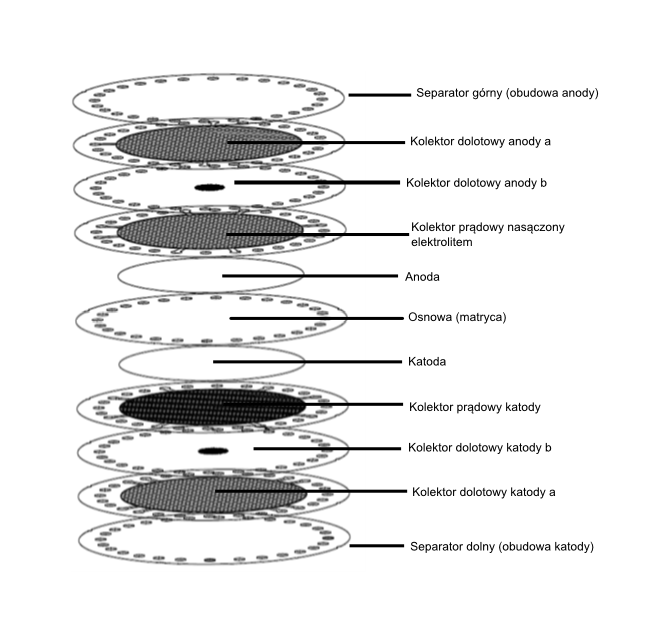 Separator górny (obudowa anody)
Kolektor dolotowy anody a
Kolektor dolotowy anody b
Kolektor prądowy nasączony
elektrolitem
Anoda
Osnowa (matryca)
Katoda
Kolektor prądowy katody
Kolektor dolotowy katody b
Kolektor dolotowy katody a
Separator dolny (obudowa katody)